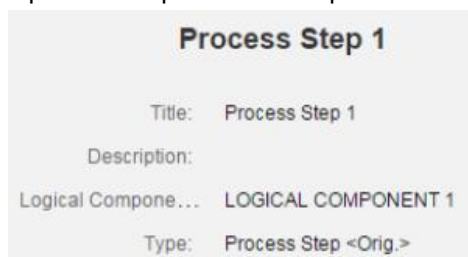 Process Step 1
Title: Process Step 1
Description:
Logical Compone... LOGICAL COMPONENT 1
Type: Process Step <Orig.>